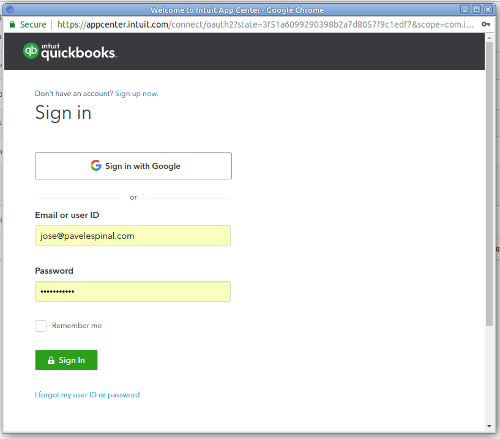 Welcome to Intuit App Center - Google Chrome
Secure | https://appcenter.intuit.com/connect/oauth2?state=3f51a6099290398b2a7d8057f9c1edf7&scope=com.i...
intuit
quickbooks.
Don't have an account? Sign up now.
Sign in
Sign in with Google
or
Email or user ID
jose@pavelespinal.com
Password
•••••••••••
Remember me
Sign In
I forgot my user ID or password